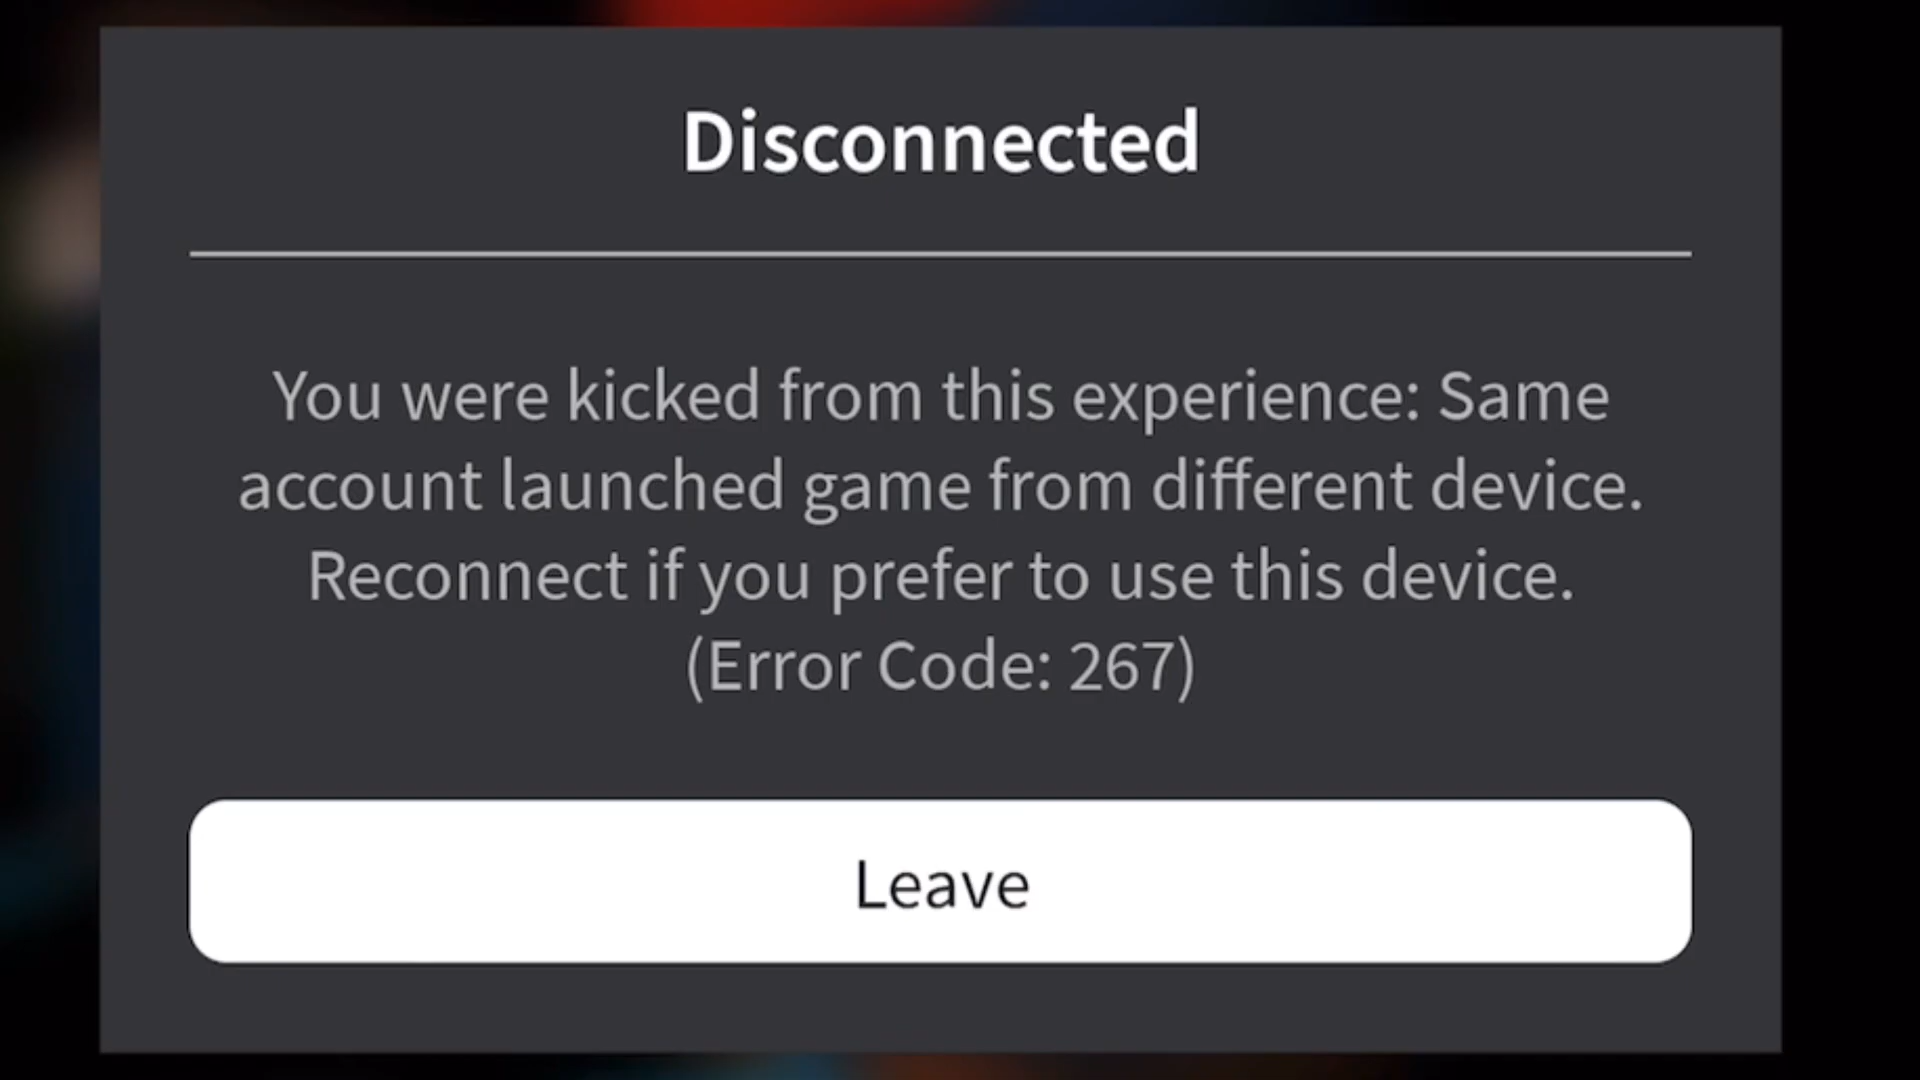 Disconnected
You were kicked from this experience: Same
account launched game from different device.
Reconnect if you prefer to use this device.
(Error Code: 267)
Leave